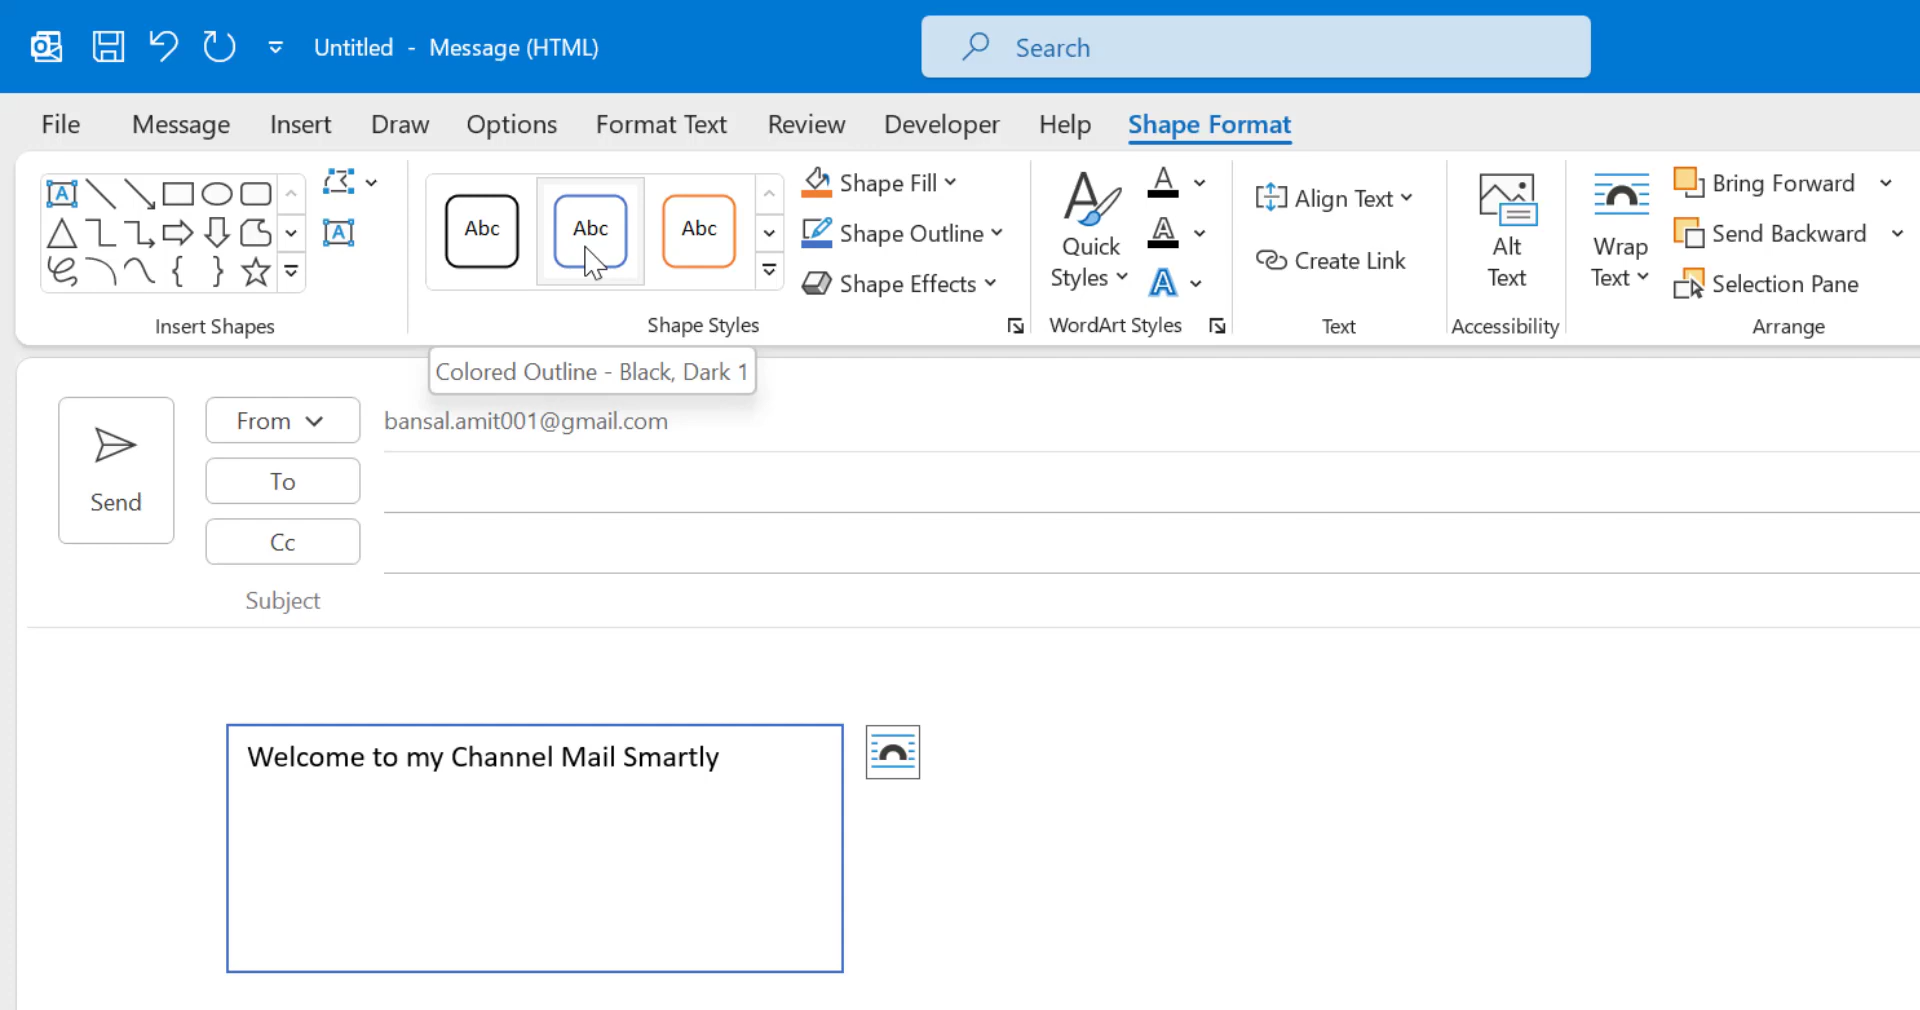 Untitled - Message (HTML)
Search
File Message Insert Draw Options Format Text Review Developer Help Shape Format
Abc Abc Abc
Shape Fill
Shape Outline
Shape Effects
Quick Styles
Align Text
Create Link
Alt Text
Wrap Text
Bring Forward
Send Backward
Selection Pane
Insert Shapes Shape Styles WordArt Styles Text Accessibility Arrange
Colored Outline - Black, Dark 1
Send
From bansal.amit001@gmail.com
To
Cc
Subject
Welcome to my Channel Mail Smartly